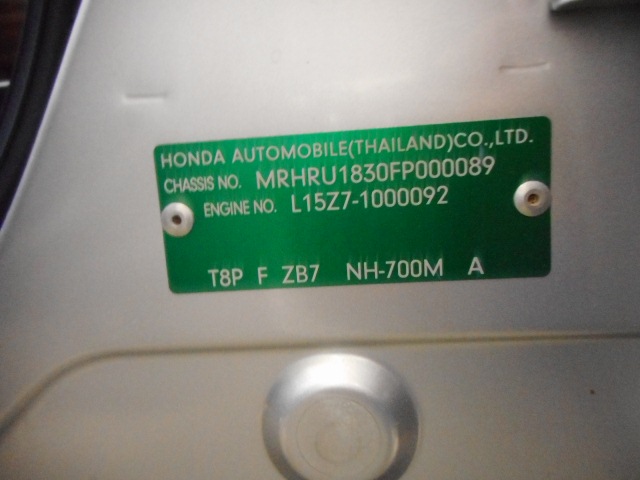 HONDA AUTOMOBILE(THAILAND)CO.,LTD.
CHASSIS NO. MRHRU1830FP000089
ENGINE NO. L15Z7-1000092
T8P F ZB7 NH-700M A